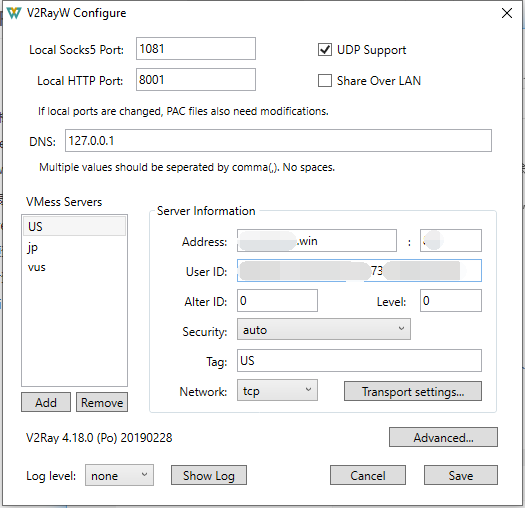 V2RayW Configure
Local Socks5 Port: 1081 UDP Support
Local HTTP Port: 8001 Share Over LAN
If local ports are changed, PAC files also need modifications.
DNS: 127.0.0.1
Multiple values should be seperated by comma(,). No spaces.
VMess Servers
US
jp
vus
Add Remove
Server Information
Address: .win :
User ID: 73
Alter ID: 0 Level: 0
Security: auto
Tag: US
Network: tcp Transport settings...
V2Ray 4.18.0 (Po) 20190228 Advanced...
Log level: none Show Log Cancel Save